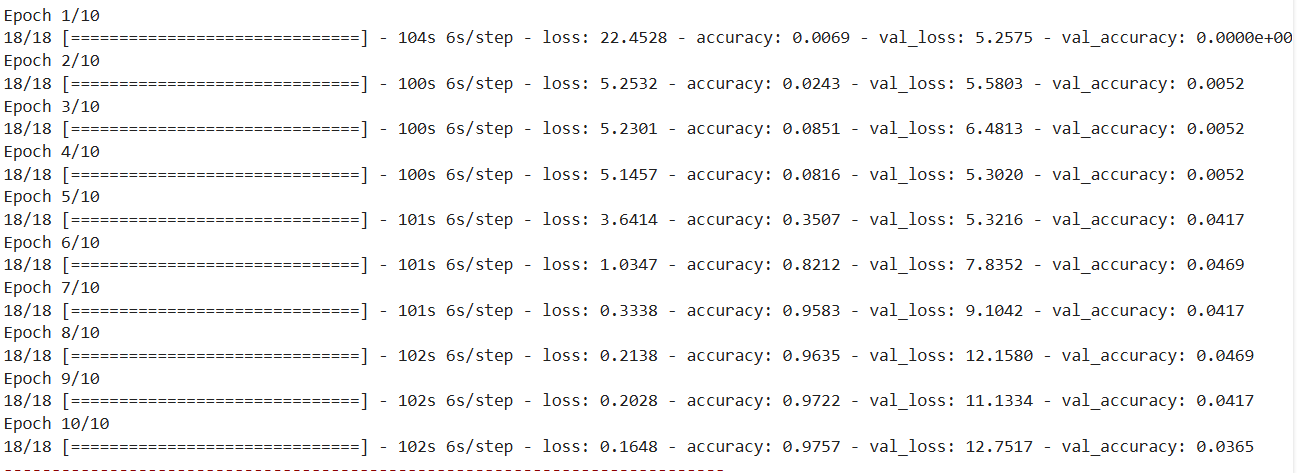 Epoch 1/10
18/18 [==============================] - 104s 6s/step - loss: 22.4528 - accuracy: 0.0069 - val_loss: 5.2575 - val_accuracy: 0.0000e+00
Epoch 2/10
18/18 [==============================] - 100s 6s/step - loss: 5.2532 - accuracy: 0.0243 - val_loss: 5.5803 - val_accuracy: 0.0052
Epoch 3/10
18/18 [==============================] - 100s 6s/step - loss: 5.2301 - accuracy: 0.0851 - val_loss: 6.4813 - val_accuracy: 0.0052
Epoch 4/10
18/18 [==============================] - 100s 6s/step - loss: 5.1457 - accuracy: 0.0816 - val_loss: 5.3020 - val_accuracy: 0.0052
Epoch 5/10
18/18 [==============================] - 101s 6s/step - loss: 3.6414 - accuracy: 0.3507 - val_loss: 5.3216 - val_accuracy: 0.0417
Epoch 6/10
18/18 [==============================] - 101s 6s/step - loss: 1.0347 - accuracy: 0.8212 - val_loss: 7.8352 - val_accuracy: 0.0469
Epoch 7/10
18/18 [==============================] - 101s 6s/step - loss: 0.3338 - accuracy: 0.9583 - val_loss: 9.1042 - val_accuracy: 0.0417
Epoch 8/10
18/18 [==============================] - 102s 6s/step - loss: 0.2138 - accuracy: 0.9635 - val_loss: 12.1580 - val_accuracy: 0.0469
Epoch 9/10
18/18 [==============================] - 102s 6s/step - loss: 0.2028 - accuracy: 0.9722 - val_loss: 11.1334 - val_accuracy: 0.0417
Epoch 10/10
18/18 [==============================] - 102s 6s/step - loss: 0.1648 - accuracy: 0.9757 - val_loss: 12.7517 - val_accuracy: 0.0365
---------------------------------------------------------------------------